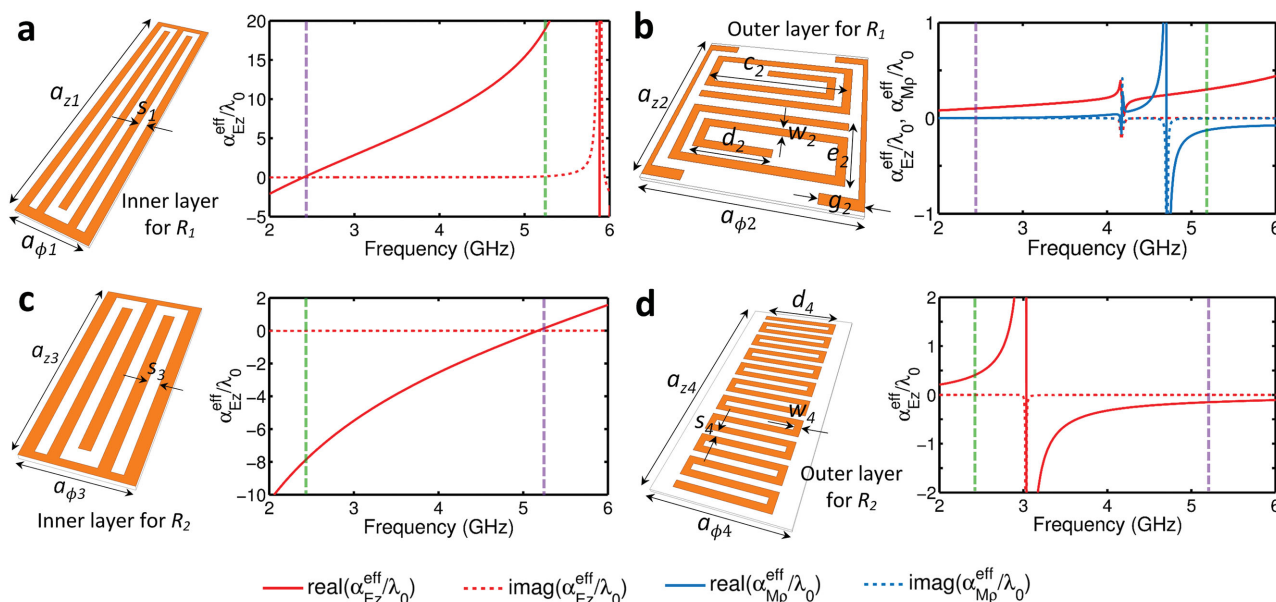 a
a_z1
s_1
a_ϕ1
Inner layer
for R_1
α_Ez^eff/λ_0
20
15
10
5
0
−5
2 3 4 5 6
Frequency (GHz)
b
Outer layer for R_1
a_z2
c_2
w_2
d_2
e_2
g_2
a_ϕ2
α_Ez^eff/λ_0, α_Mρ^eff/λ_0
1
0
−1
2 3 4 5 6
Frequency (GHz)
c
a_z3
s_3
a_ϕ3
Inner layer for R_2
α_Ez^eff/λ_0
2
0
−2
−4
−6
−8
−10
2 3 4 5 6
Frequency (GHz)
d
d_4
a_z4
w_4
s_4
a_ϕ4
Outer layer
for R_2
α_Ez^eff/λ_0
2
1
0
−1
−2
2 3 4 5 6
Frequency (GHz)
real(α_Ez^eff/λ_0) imag(α_Ez^eff/λ_0) real(α_Mρ^eff/λ_0) imag(α_Mρ^eff/λ_0)